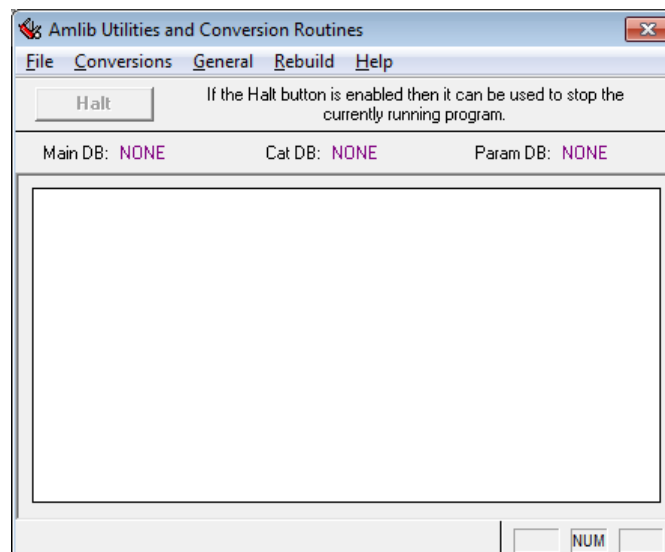 Amlib Utilities and Conversion Routines
File Conversions General Rebuild Help
Halt
If the Halt button is enabled then it can be used to stop the
currently running program.
Main DB: NONE Cat DB: NONE Param DB: NONE
NUM